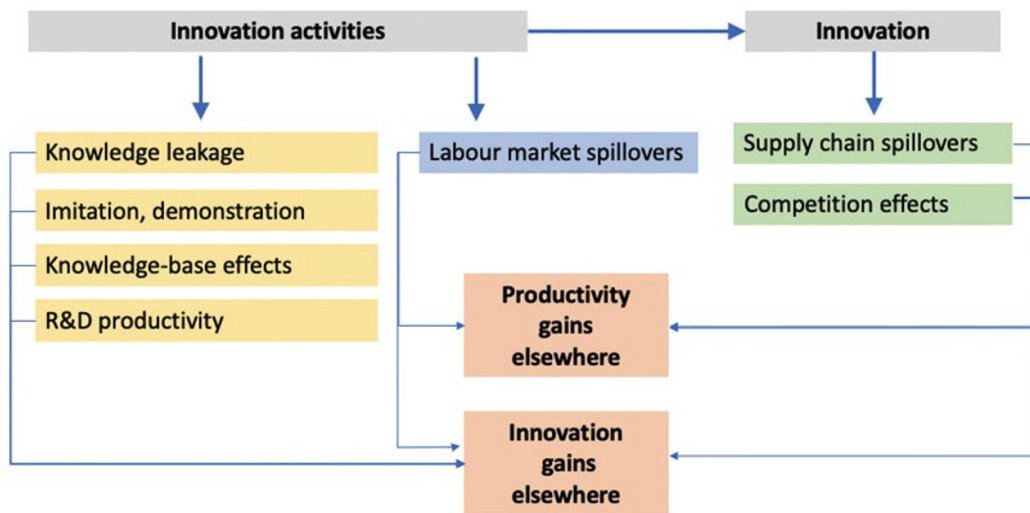 Innovation activities
Innovation
Knowledge leakage
Labour market spillovers
Supply chain spillovers
Imitation, demonstration
Competition effects
Knowledge-base effects
R&D productivity
Productivity
gains
elsewhere
Innovation
gains
elsewhere